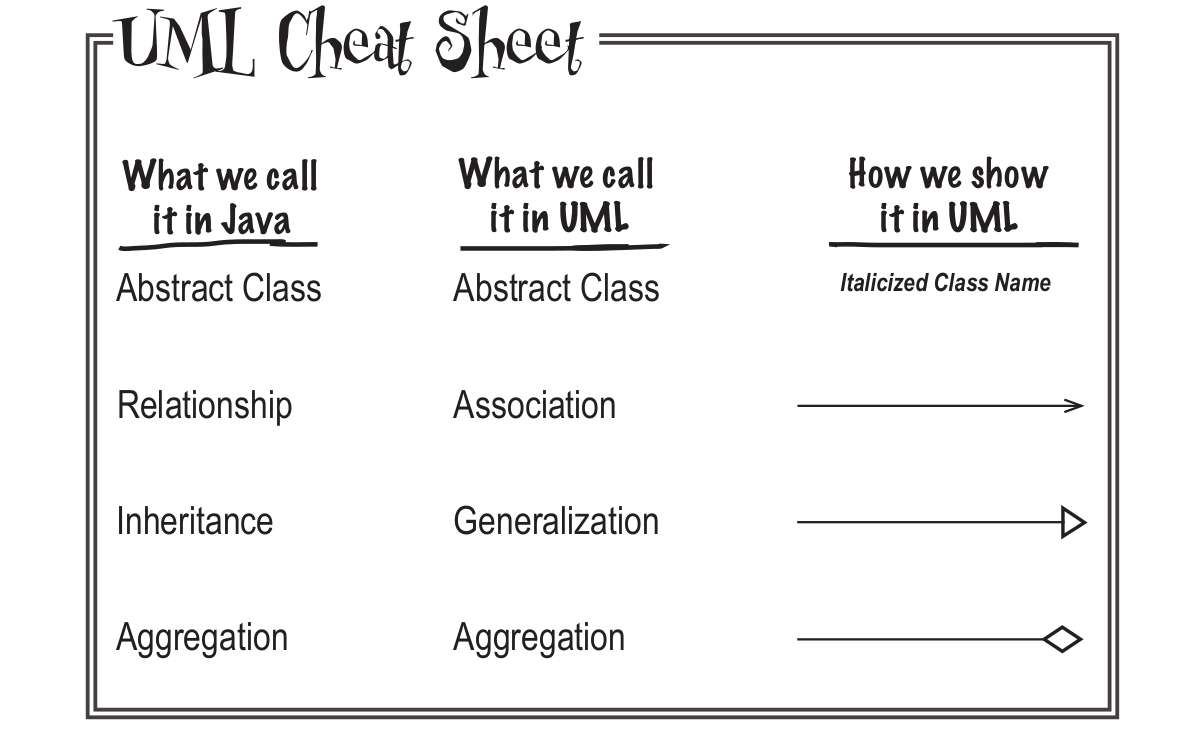 UML Cheat Sheet
What we call it in Java
What we call it in UML
How we show it in UML
Abstract Class
Abstract Class
Italicized Class Name
Relationship
Association
Inheritance
Generalization
Aggregation
Aggregation